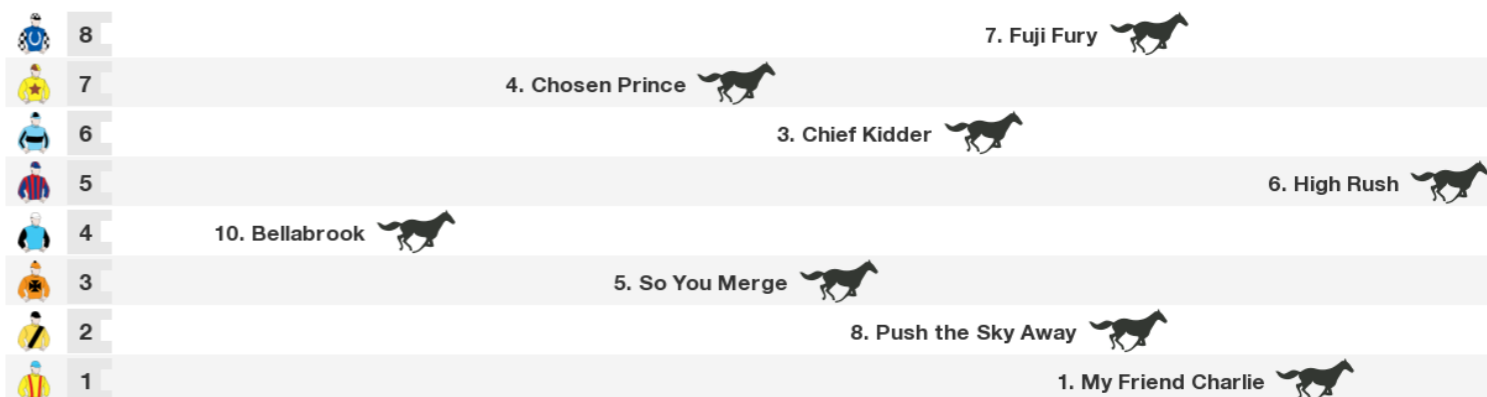 8 7. Fuji Fury
7 4. Chosen Prince
6 3. Chief Kidder
5 6. High Rush
4 10. Bellabrook
3 5. So You Merge
2 8. Push the Sky Away
1 1. My Friend Charlie